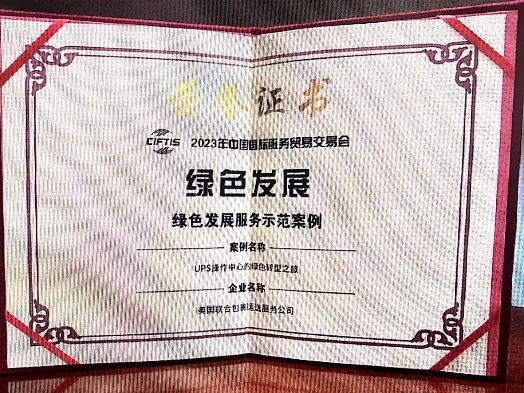 荣誉证书
CIFTIS 2023年中国国际服务贸易交易会
绿色发展
绿色发展服务示范案例
案例名称
UPS操作中心的绿色转型之旅
企业名称
美国联合包裹运送服务公司